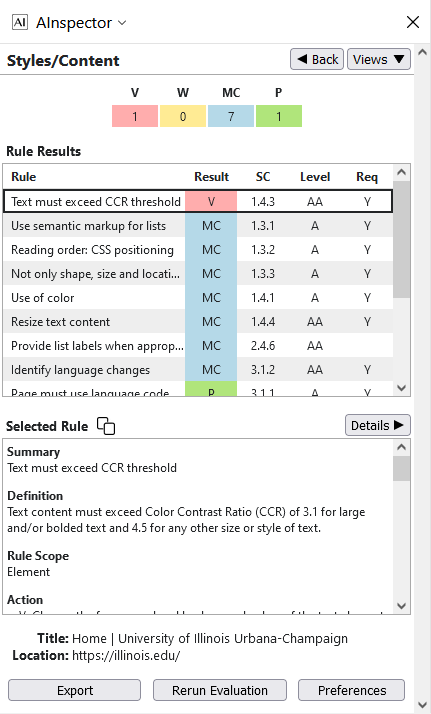 AI AInspector
Styles/Content ◀ Back Views ▼
V W MC P
1 0 7 1
Rule Results
Rule Result SC Level Req
Text must exceed CCR threshold V 1.4.3 AA Y
Use semantic markup for lists MC 1.3.1 A Y
Reading order: CSS positioning MC 1.3.2 A Y
Not only shape, size and locati... MC 1.3.3 A Y
Use of color MC 1.4.1 A Y
Resize text content MC 1.4.4 AA Y
Provide list labels when approp... MC 2.4.6 AA
Identify language changes MC 3.1.2 AA Y
Page must use language code P 3.1.1 A Y
Selected Rule Details ▶
Summary
Text must exceed CCR threshold
Definition
Text content must exceed Color Contrast Ratio (CCR) of 3.1 for large
and/or bolded text and 4.5 for any other size or style of text.
Rule Scope
Element
Action
Title: Home | University of Illinois Urbana-Champaign
Location: https://illinois.edu/
Export Rerun Evaluation Preferences